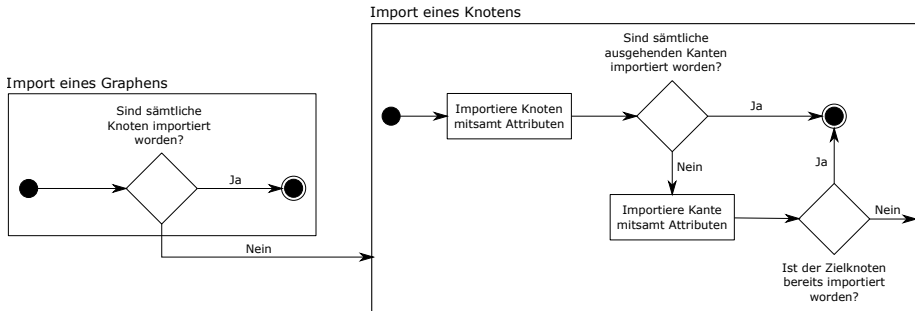 Import eines Graphens
Sind sämtliche
Knoten importiert
worden?
Ja
Nein
Import eines Knotens
Importiere Knoten
mitsamt Attributen
Sind sämtliche
ausgehenden Kanten
importiert worden?
Ja
Nein
Importiere Kante
mitsamt Attributen
Ja
Nein
Ist der Zielknoten
bereits importiert
worden?